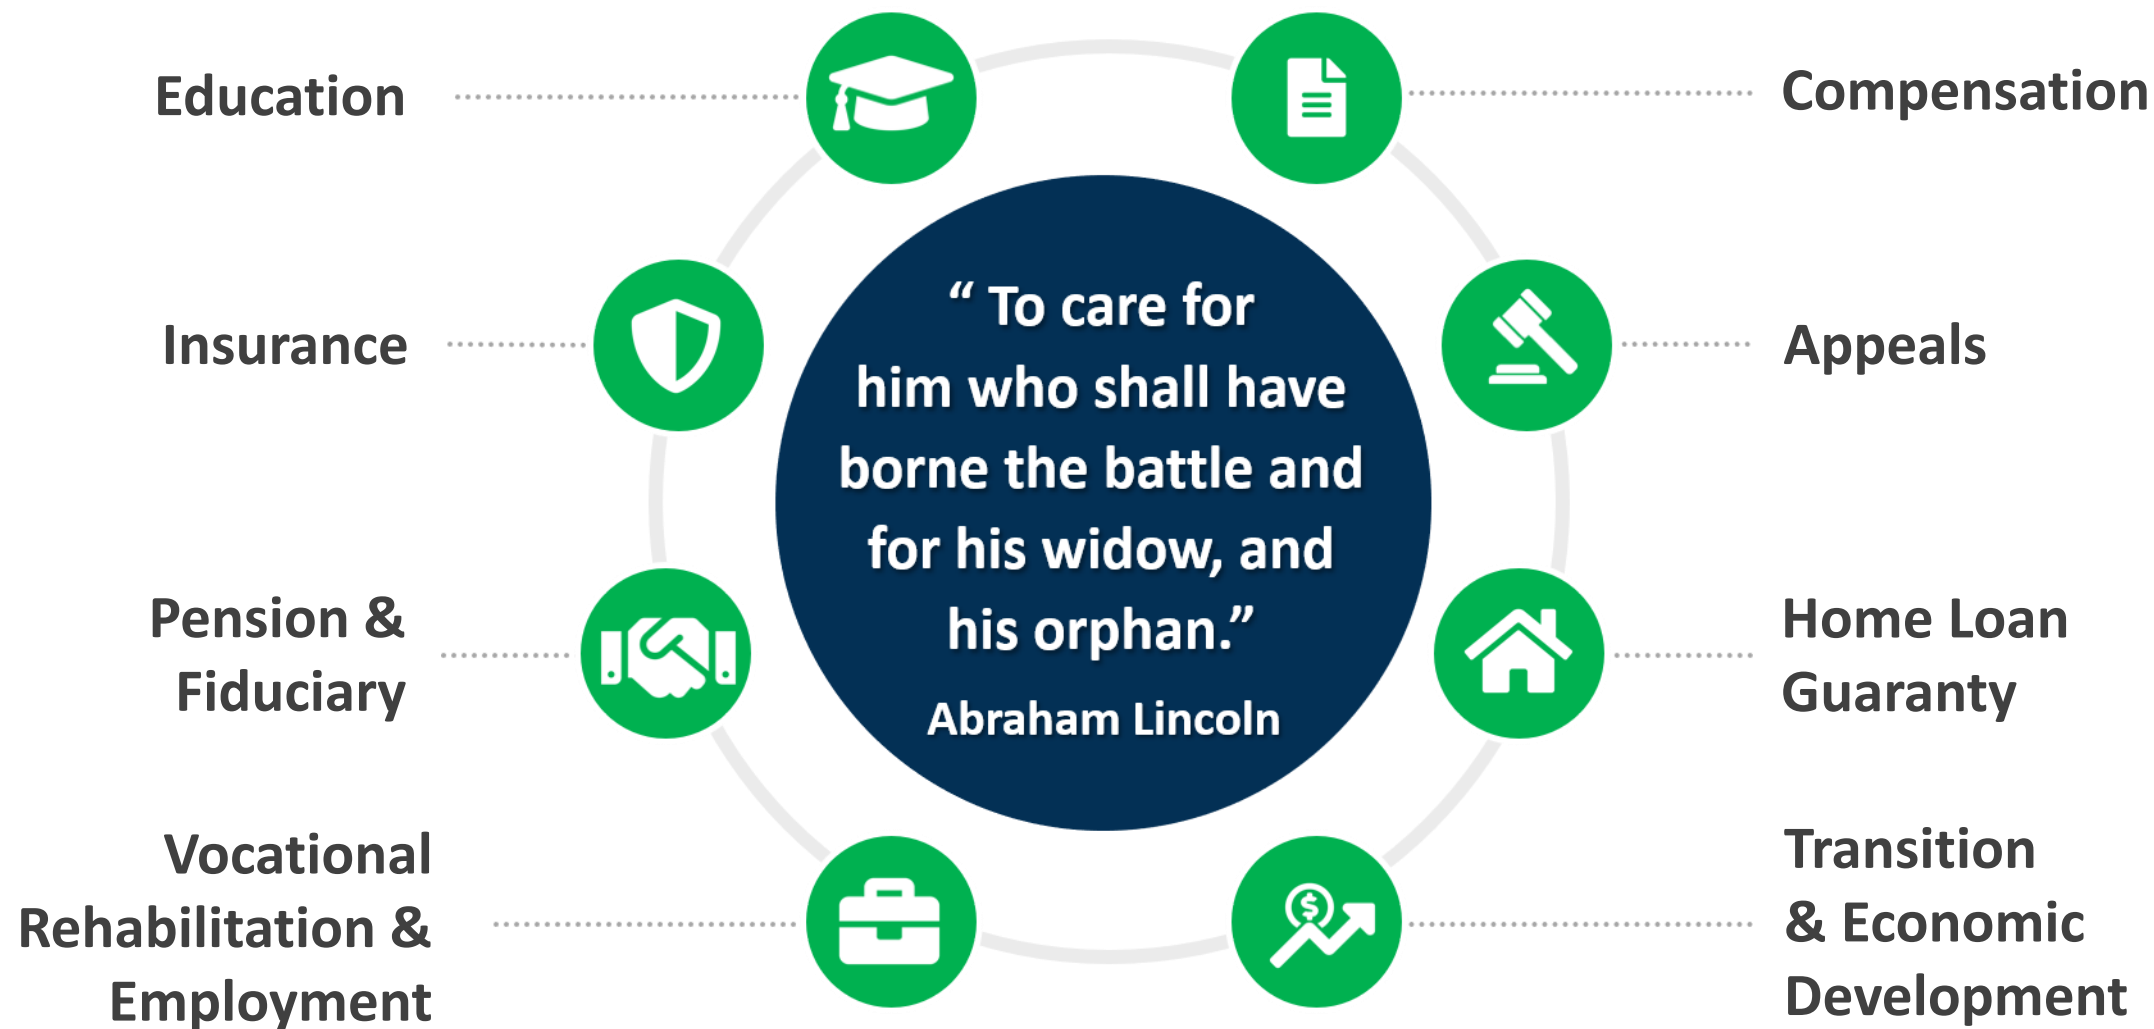 Education
Insurance
Pension &
Fiduciary
Vocational
Rehabilitation &
Employment
“ To care for
him who shall have
borne the battle and
for his widow, and
his orphan.”
Abraham Lincoln
$
Compensation
Appeals
Home Loan
Guaranty
Transition
& Economic
Development